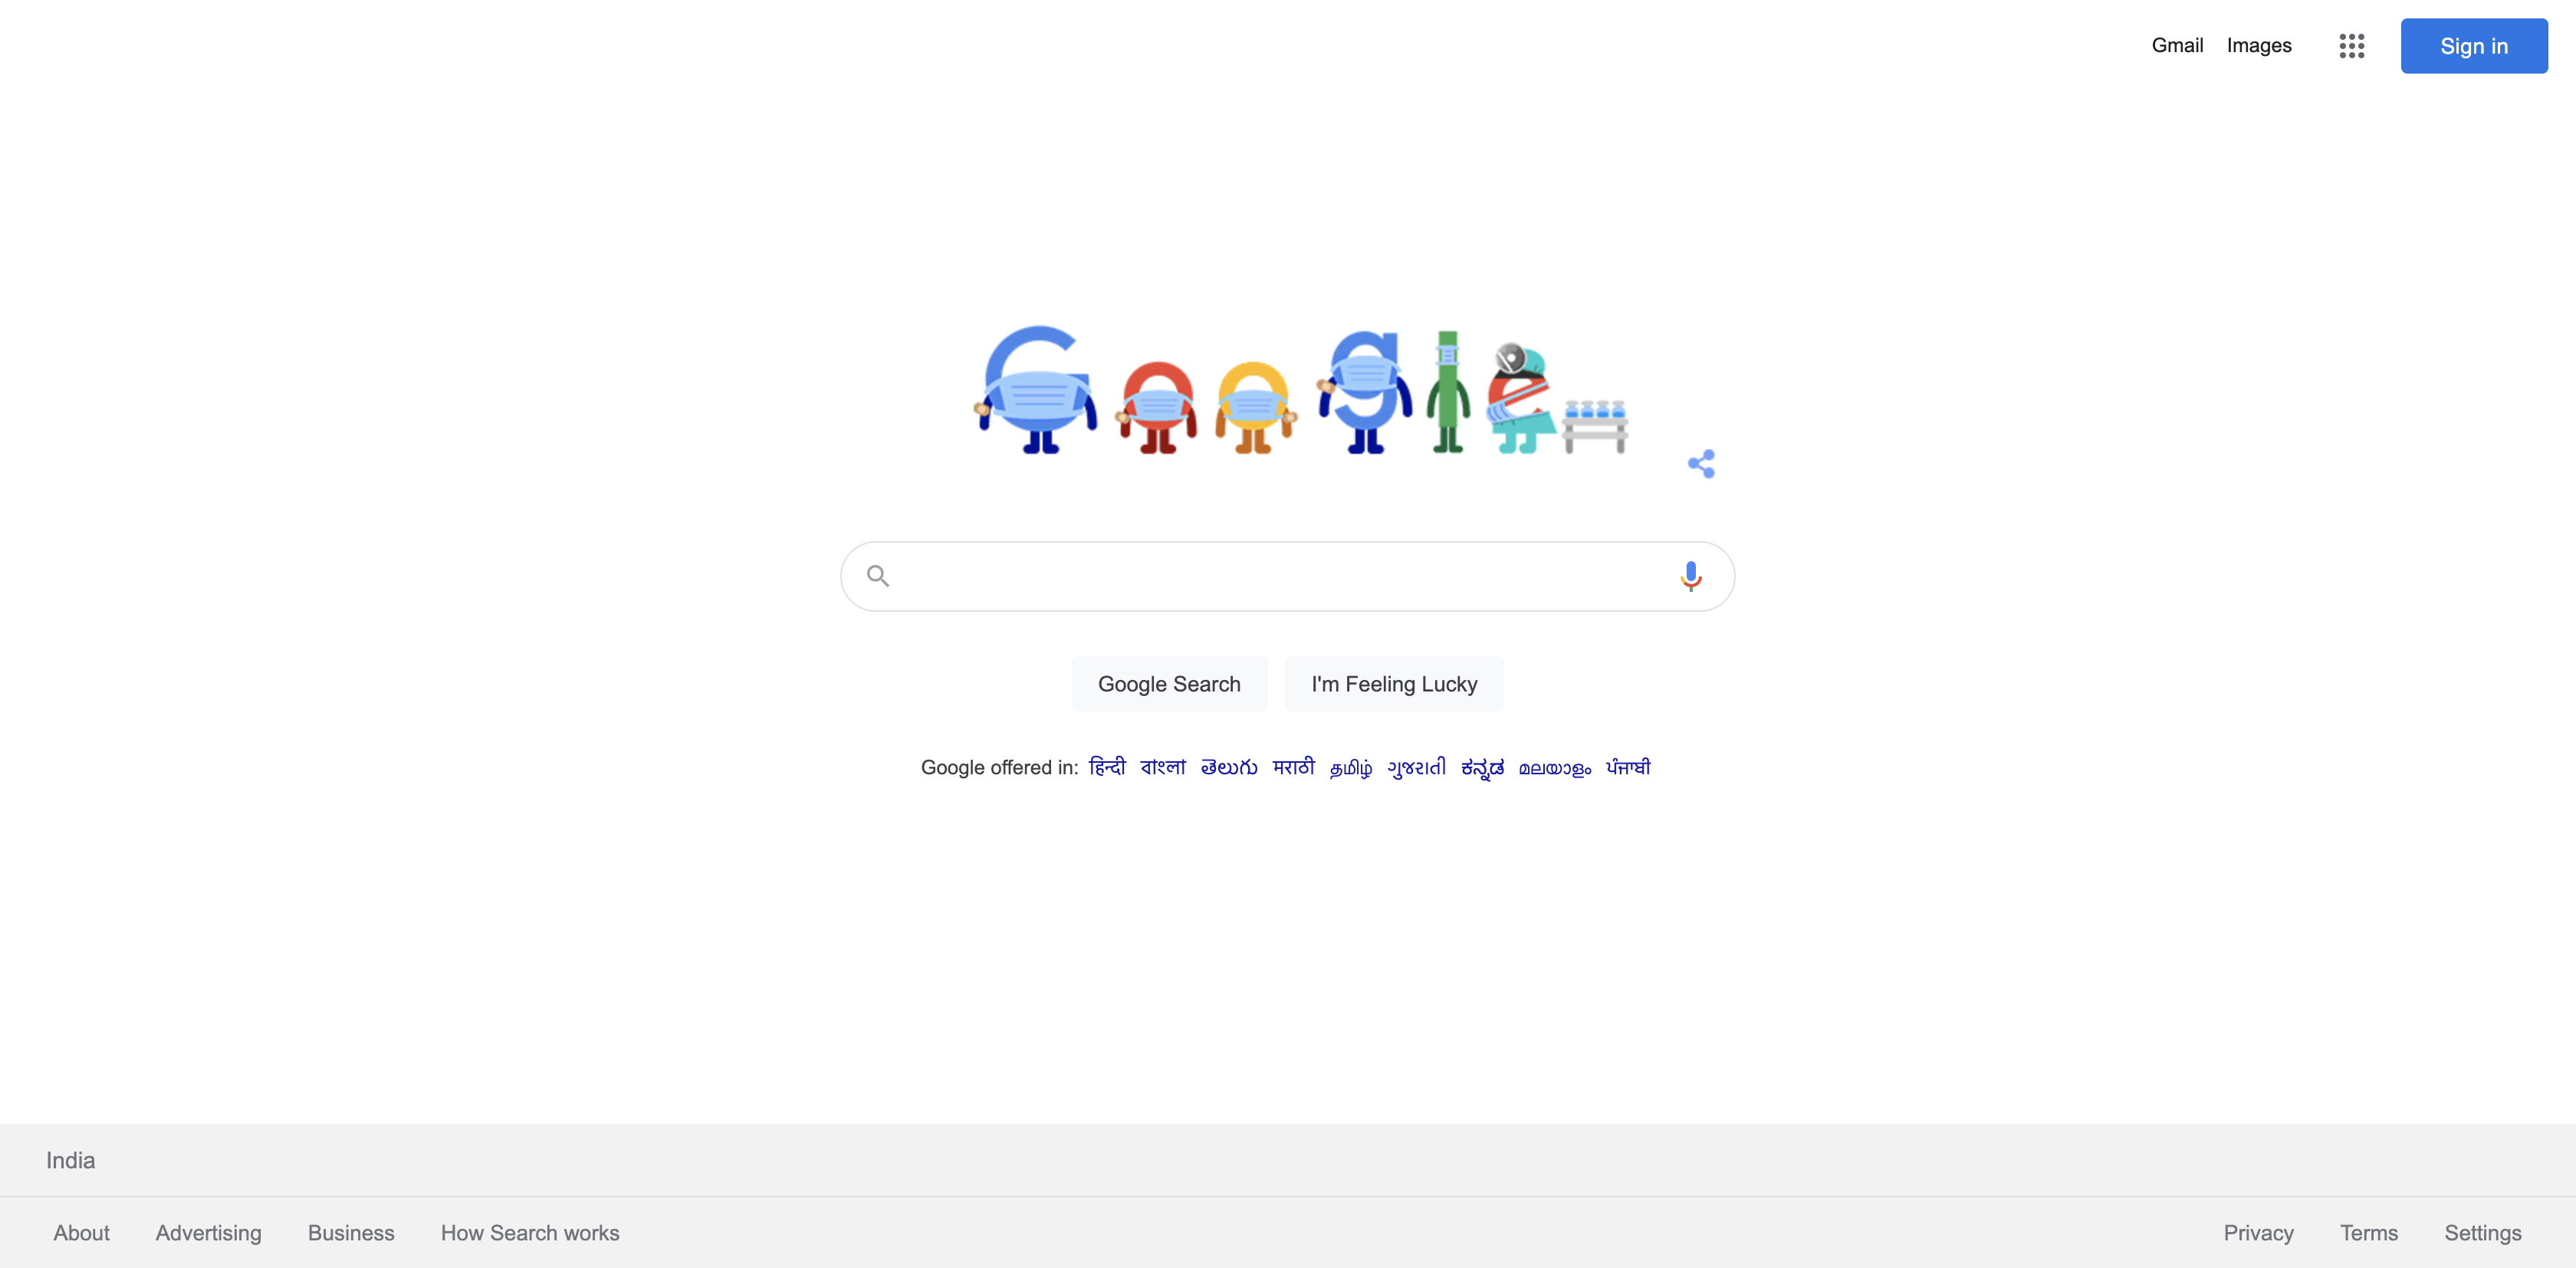 Gmail Images Sign in
Google
Google Search I'm Feeling Lucky
Google offered in: हिन्दी বাংলা తెలుగు मराठी தமிழ் ગુજરાતી ಕನ್ನಡ മലയാളം ਪੰਜਾਬੀ
India
About Advertising Business How Search works Privacy Terms Settings